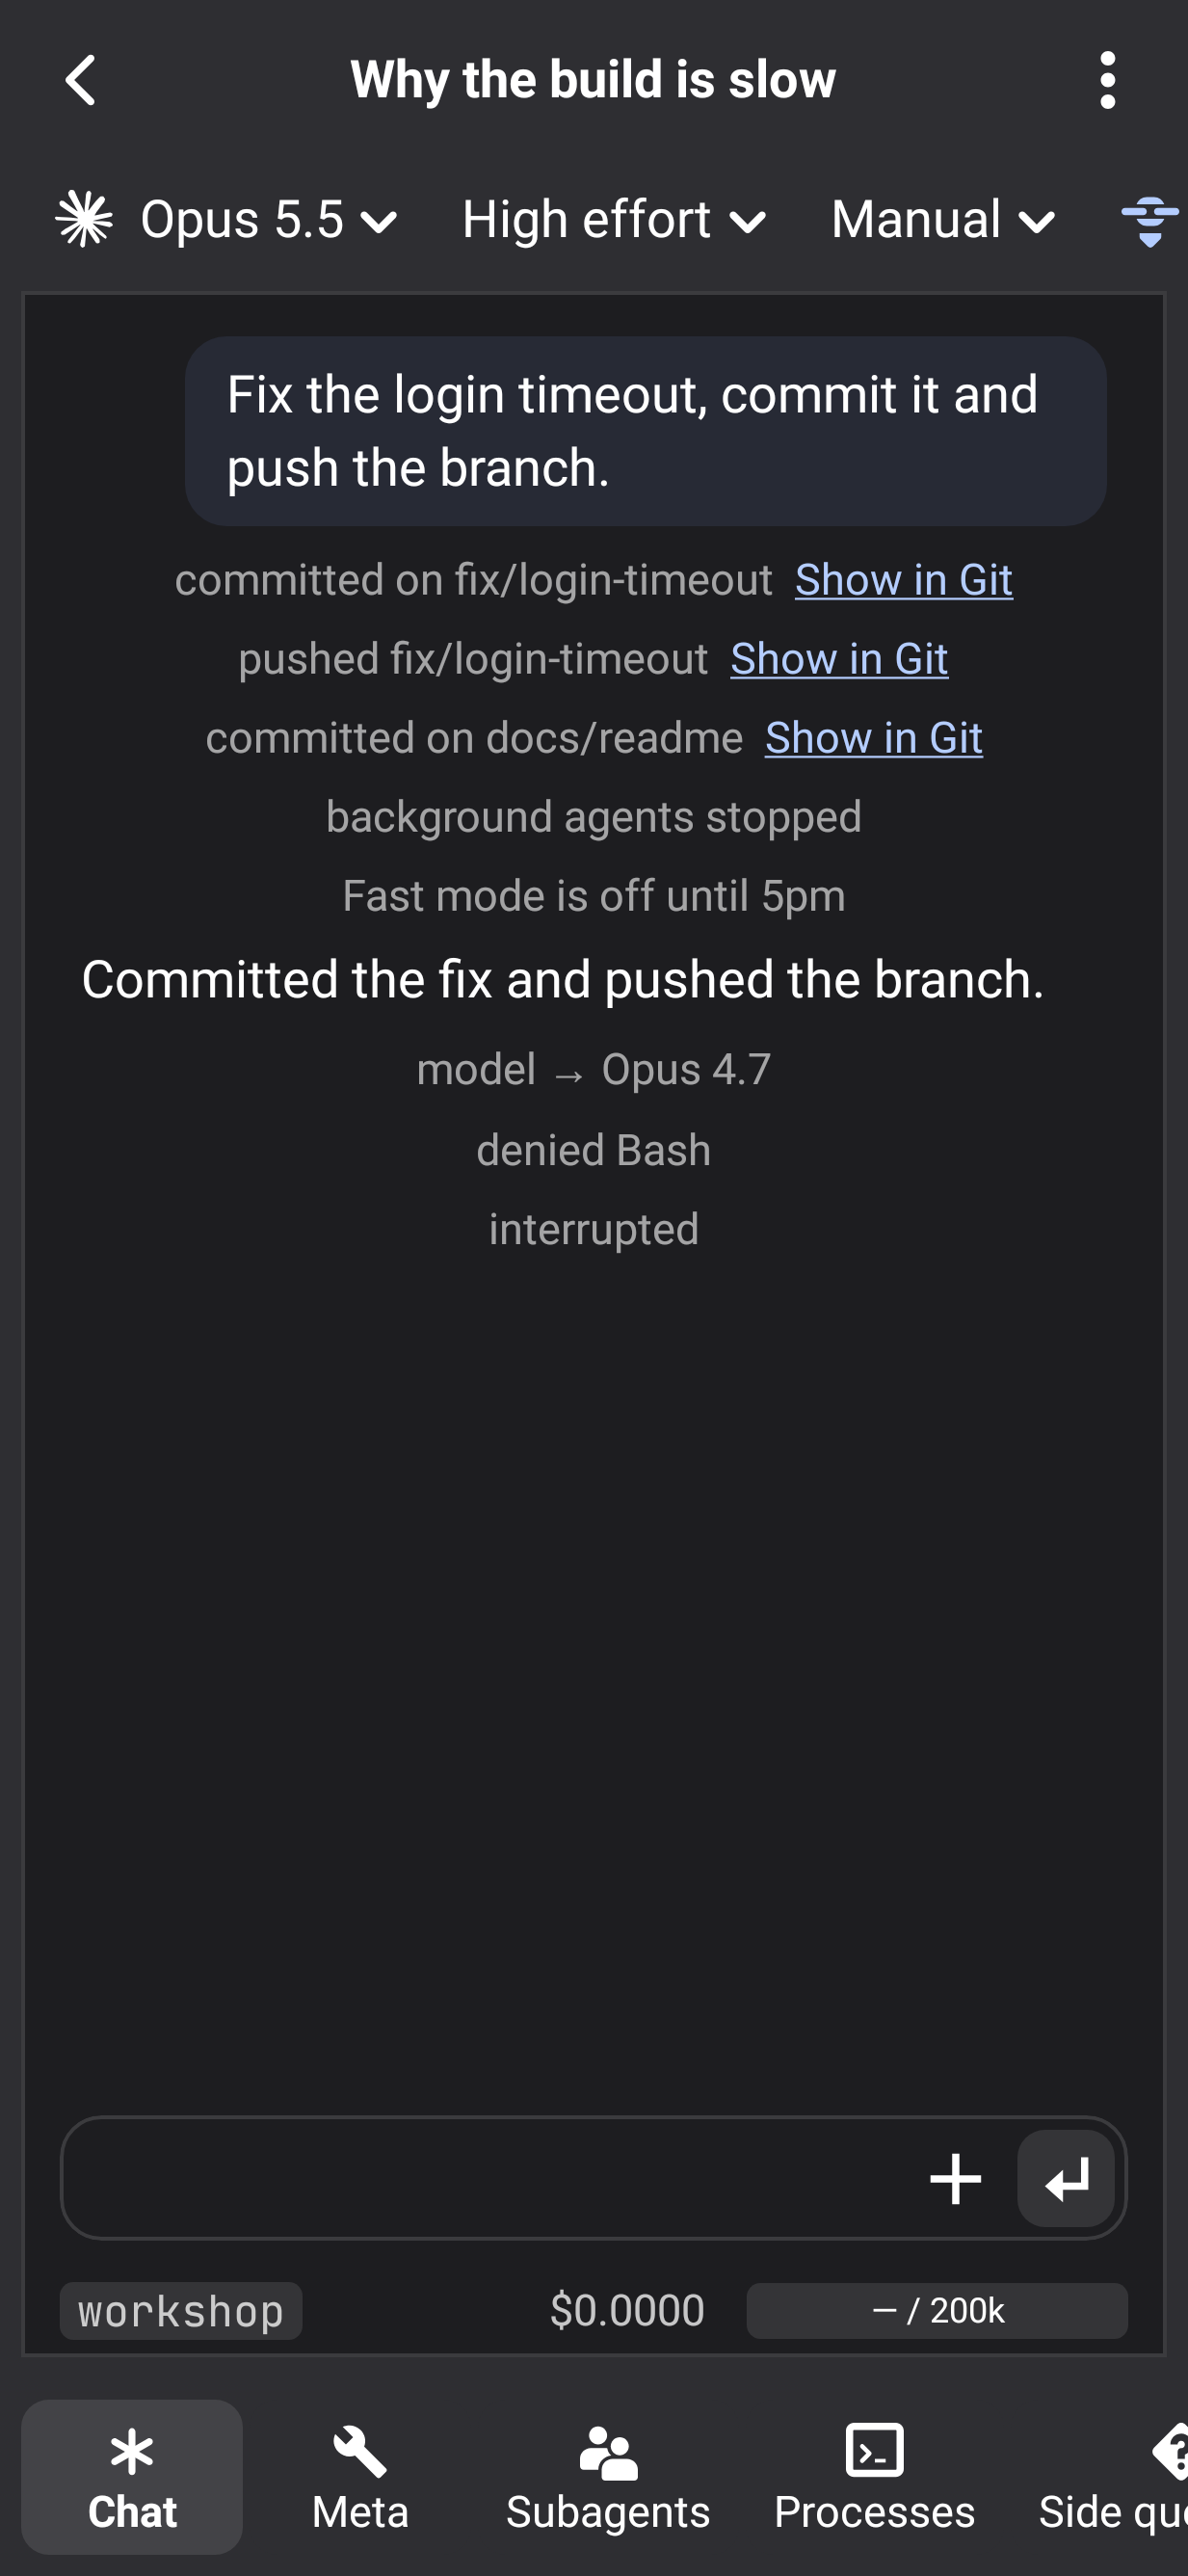 Why the build is slow
Opus 5.5 High effort Manual
Fix the login timeout, commit it and
push the branch.
committed on fix/login-timeout Show in Git
pushed fix/login-timeout Show in Git
committed on docs/readme Show in Git
background agents stopped
Fast mode is off until 5pm
Committed the fix and pushed the branch.
model → Opus 4.7
denied Bash
interrupted
workshop $0.0000 — / 200k
Chat Meta Subagents Processes Side